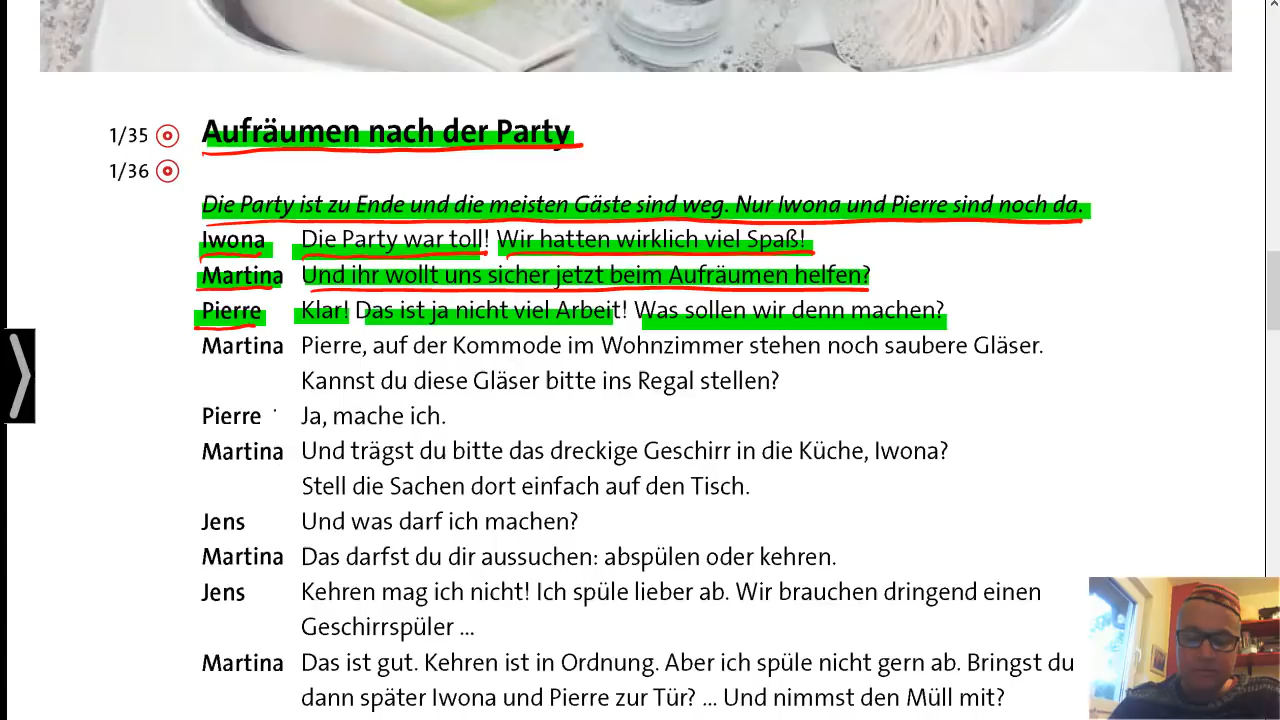 1/35 Aufräumen nach der Party
1/36
Die Party ist zu Ende und die meisten Gäste sind weg. Nur Iwona und Pierre sind noch da.
Iwona Die Party war toll! Wir hatten wirklich viel Spaß!
Martina Und ihr wollt uns sicher jetzt beim Aufräumen helfen?
Pierre Klar! Das ist ja nicht viel Arbeit! Was sollen wir denn machen?
Martina Pierre, auf der Kommode im Wohnzimmer stehen noch saubere Gläser.
Kannst du diese Gläser bitte ins Regal stellen?
Pierre Ja, mache ich.
Martina Und trägst du bitte das dreckige Geschirr in die Küche, Iwona?
Stell die Sachen dort einfach auf den Tisch.
Jens Und was darf ich machen?
Martina Das darfst du dir aussuchen: abspülen oder kehren.
Jens Kehren mag ich nicht! Ich spüle lieber ab. Wir brauchen dringend einen
Geschirrspüler ...
Martina Das ist gut. Kehren ist in Ordnung. Aber ich spüle nicht gern ab. Bringst du
dann später Iwona und Pierre zur Tür? ... Und nimmst den Müll mit?